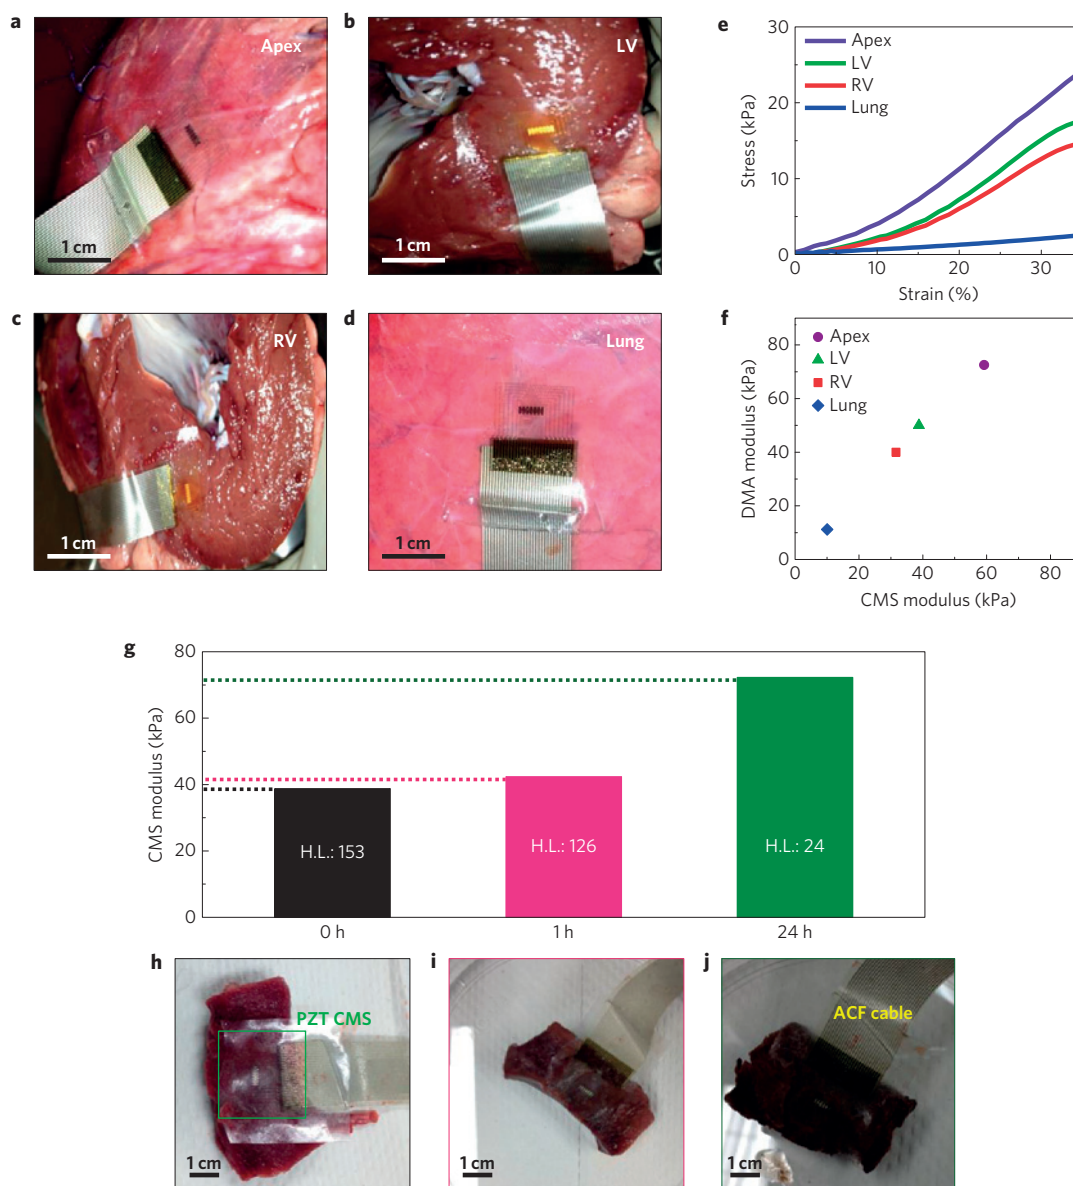 a
Apex
1 cm
b
LV
1 cm
c
RV
1 cm
d
Lung
1 cm
e
30
20
10
0
Stress (kPa)
Apex
LV
RV
Lung
0 10 20 30
Strain (%)
f
80
60
40
20
0
DMA modulus (kPa)
Apex
LV
RV
Lung
0 20 40 60 80
CMS modulus (kPa)
g
80
60
40
20
0
CMS modulus (kPa)
H.L.: 153
H.L.: 126
H.L.: 24
0 h
1 h
24 h
h
PZT CMS
1 cm
i
1 cm
j
ACF cable
1 cm